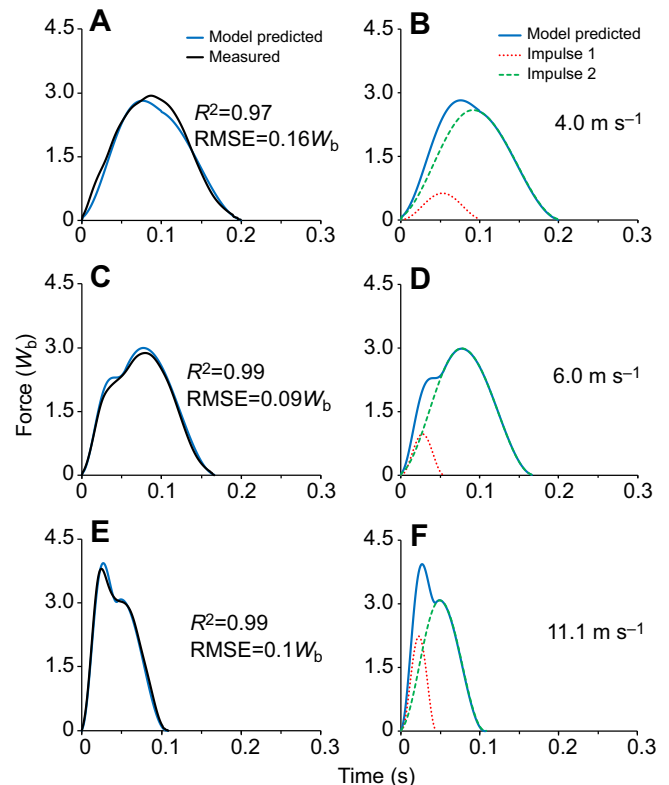 A
Model predicted
Measured
4.5
3.0
1.5
0
R²=0.97
RMSE=0.16Wb
0 0.1 0.2 0.3
B
Model predicted
Impulse 1
Impulse 2
4.5
3.0
1.5
0
4.0 m s⁻¹
0 0.1 0.2 0.3
C
4.5
3.0
1.5
0
R²=0.99
RMSE=0.09Wb
0 0.1 0.2 0.3
D
4.5
3.0
1.5
0
6.0 m s⁻¹
0 0.1 0.2 0.3
E
4.5
3.0
1.5
0
R²=0.99
RMSE=0.1Wb
0 0.1 0.2 0.3
F
4.5
3.0
1.5
0
11.1 m s⁻¹
0 0.1 0.2 0.3
Force (Wb)
Time (s)